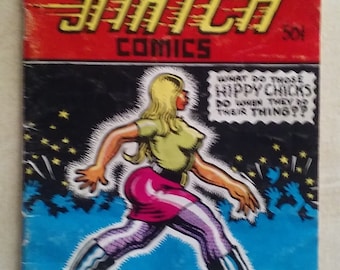 SNATCH
COMICS
50¢
WHAT DO THOSE
HIPPY CHICKS
DO WHEN THEY DO
THEIR THING??